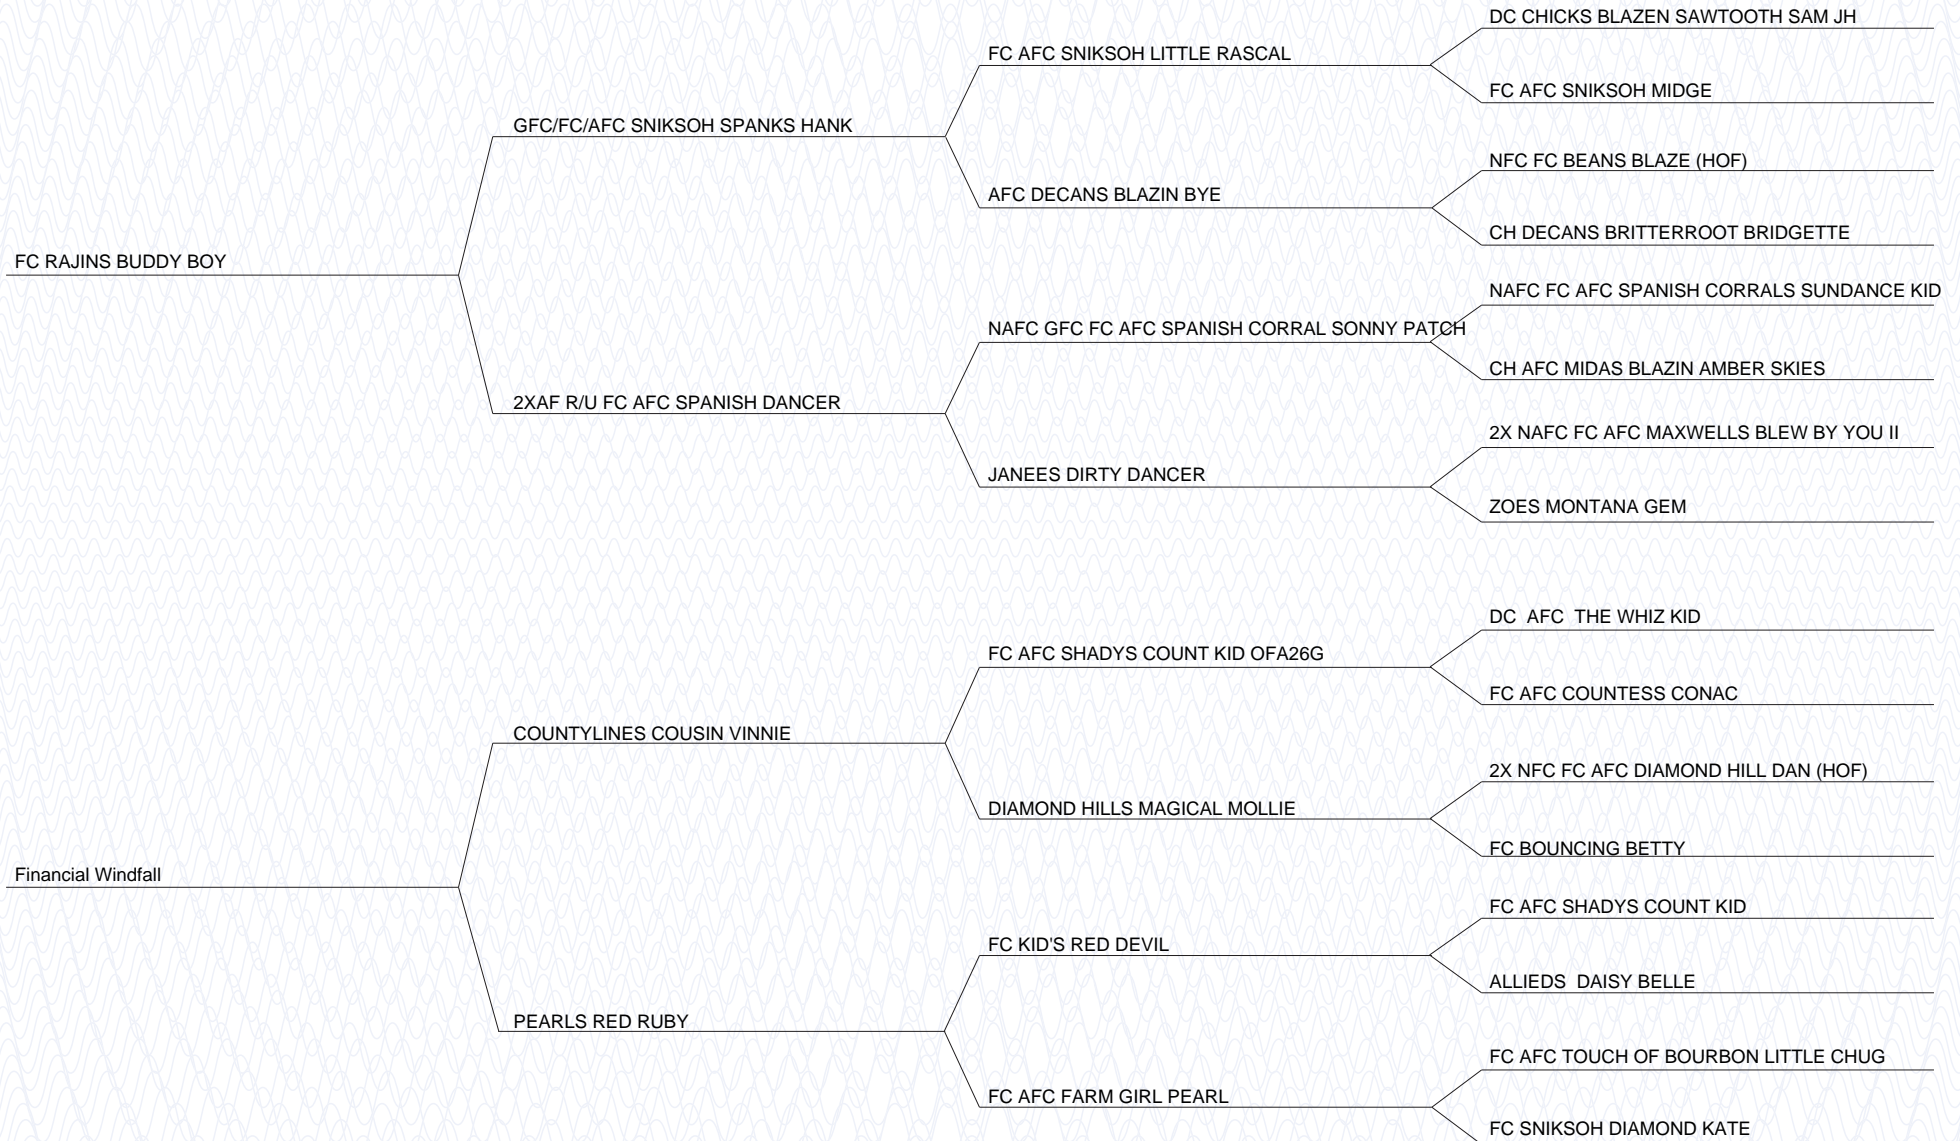 DC CHICKS BLAZEN SAWTOOTH SAM JH
FC AFC SNIKSOH LITTLE RASCAL
FC AFC SNIKSOH MIDGE
GFC/FC/AFC SNIKSOH SPANKS HANK
NFC FC BEANS BLAZE (HOF)
AFC DECANS BLAZIN BYE
CH DECANS BRITTERROOT BRIDGETTE
FC RAJINS BUDDY BOY
NAFC FC AFC SPANISH CORRALS SUNDANCE KID
NAFC GFC FC AFC SPANISH CORRAL SONNY PATCH
CH AFC MIDAS BLAZIN AMBER SKIES
2XAF R/U FC AFC SPANISH DANCER
2X NAFC FC AFC MAXWELLS BLEW BY YOU II
JANEES DIRTY DANCER
ZOES MONTANA GEM
DC  AFC  THE WHIZ KID
FC AFC SHADYS COUNT KID OFA26G
FC AFC COUNTESS CONAC
COUNTYLINES COUSIN VINNIE
2X NFC FC AFC DIAMOND HILL DAN (HOF)
DIAMOND HILLS MAGICAL MOLLIE
FC BOUNCING BETTY
Financial Windfall
FC AFC SHADYS COUNT KID
FC KID'S RED DEVIL
ALLIEDS  DAISY BELLE
PEARLS RED RUBY
FC AFC TOUCH OF BOURBON LITTLE CHUG
FC AFC FARM GIRL PEARL
FC SNIKSOH DIAMOND KATE